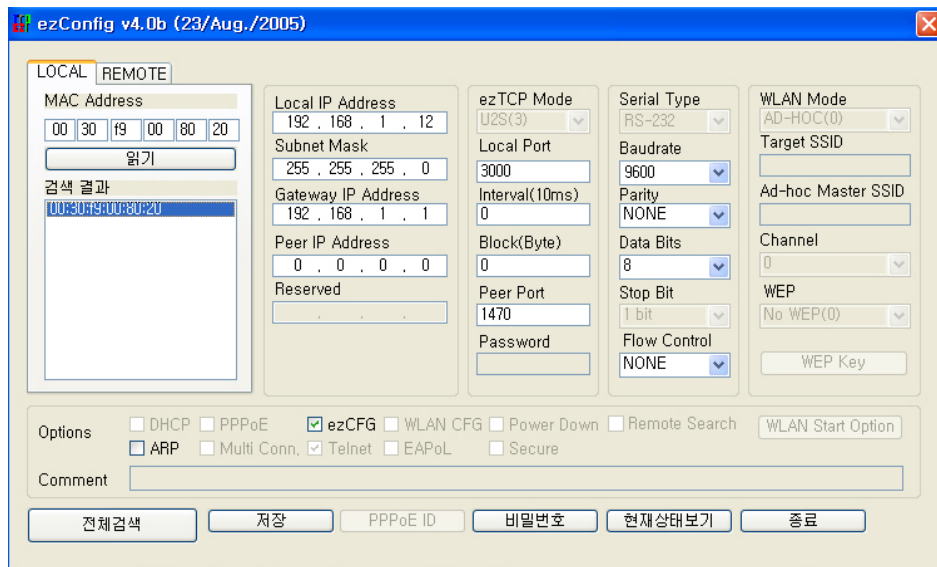 ezConfig v4.0b (23/Aug./2005)
LOCAL REMOTE
MAC Address
00 30 f9 00 80 20
읽기
검색 결과
00:30:f9:00:80:20
Local IP Address
192 . 168 . 1 . 12
Subnet Mask
255 . 255 . 255 . 0
Gateway IP Address
192 . 168 . 1 . 1
Peer IP Address
0 . 0 . 0 . 0
Reserved
. . .
ezTCP Mode
U2S(3)
Local Port
3000
Interval(10ms)
0
Block(Byte)
0
Peer Port
1470
Password
Serial Type
RS-232
Baudrate
9600
Parity
NONE
Data Bits
8
Stop Bit
1 bit
Flow Control
NONE
WLAN Mode
AD-HOC(0)
Target SSID
Ad-hoc Master SSID
Channel
0
WEP
No WEP(0)
WEP Key
Options
DHCP PPPoE ezCFG WLAN CFG Power Down Remote Search WLAN Start Option
ARP Multi Conn, Telnet EAPoL Secure
Comment
전체검색 저장 PPPoE ID 비밀번호 현재상태보기 종료